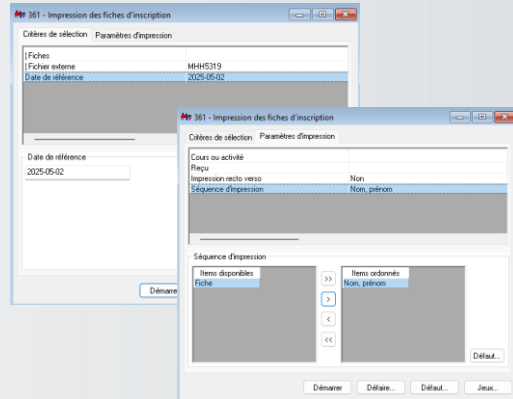 361 - Impression des fiches d'inscription
Critères de sélection Paramètres d'impression
[Fiches
[Fichier externe MHH5319
Date de référence 2025-05-02
Date de référence
2025-05-02
Démarre
361 - Impression des fiches d'inscription
Critères de sélection Paramètres d'impression
Cours ou activité
Reçu
Impression recto verso Non
Séquence d'impression Nom, prénom
Séquence d'impression
Items disponibles Items ordonnés
Fiche >> Nom, prénom
>
<
<<
Défaut...
Démarrer Défaire... Défaut... Jeux...